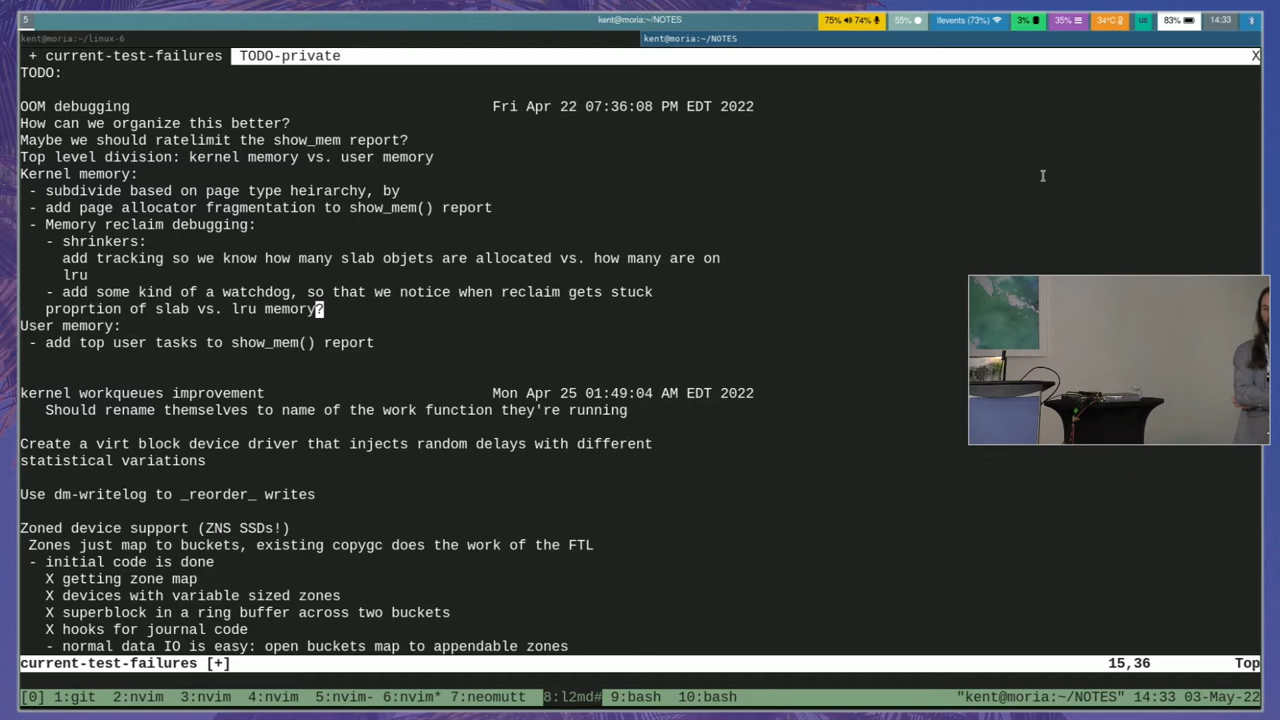 5
kent@moria:~/NOTES
75% 74%
55%
lfevents (73%)
3%
35%
34°C
us
83%
14:33
kent@moria:~/linux-6
kent@moria:~/NOTES
+ current-test-failures TODO-private X
TODO:
OOM debugging Fri Apr 22 07:36:08 PM EDT 2022
How can we organize this better?
Maybe we should ratelimit the show_mem report?
Top level division: kernel memory vs. user memory
Kernel memory:
- subdivide based on page type heirarchy, by
- add page allocator fragmentation to show_mem() report
- Memory reclaim debugging:
- shrinkers:
add tracking so we know how many slab objets are allocated vs. how many are on
lru
- add some kind of a watchdog, so that we notice when reclaim gets stuck
proprtion of slab vs. lru memory?
User memory:
- add top user tasks to show_mem() report
kernel workqueues improvement Mon Apr 25 01:49:04 AM EDT 2022
Should rename themselves to name of the work function they're running
Create a virt block device driver that injects random delays with different
statistical variations
Use dm-writelog to _reorder_ writes
Zoned device support (ZNS SSDs!)
Zones just map to buckets, existing copygc does the work of the FTL
- initial code is done
X getting zone map
X devices with variable sized zones
X superblock in a ring buffer across two buckets
X hooks for journal code
- normal data IO is easy: open buckets map to appendable zones
current-test-failures [+] 15,36 Top
[0] 1:git 2:nvim 3:nvim 4:nvim 5:nvim- 6:nvim* 7:neomutt 8:l2md# 9:bash 10:bash "kent@moria:~/NOTES" 14:33 03-May-22